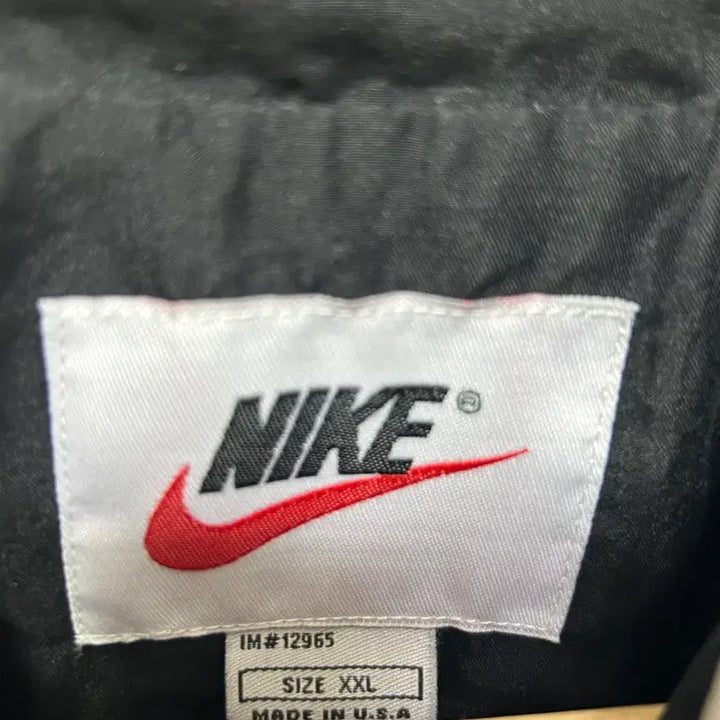 NIKE ®
IM#12965
SIZE XXL
MADE IN U.S.A